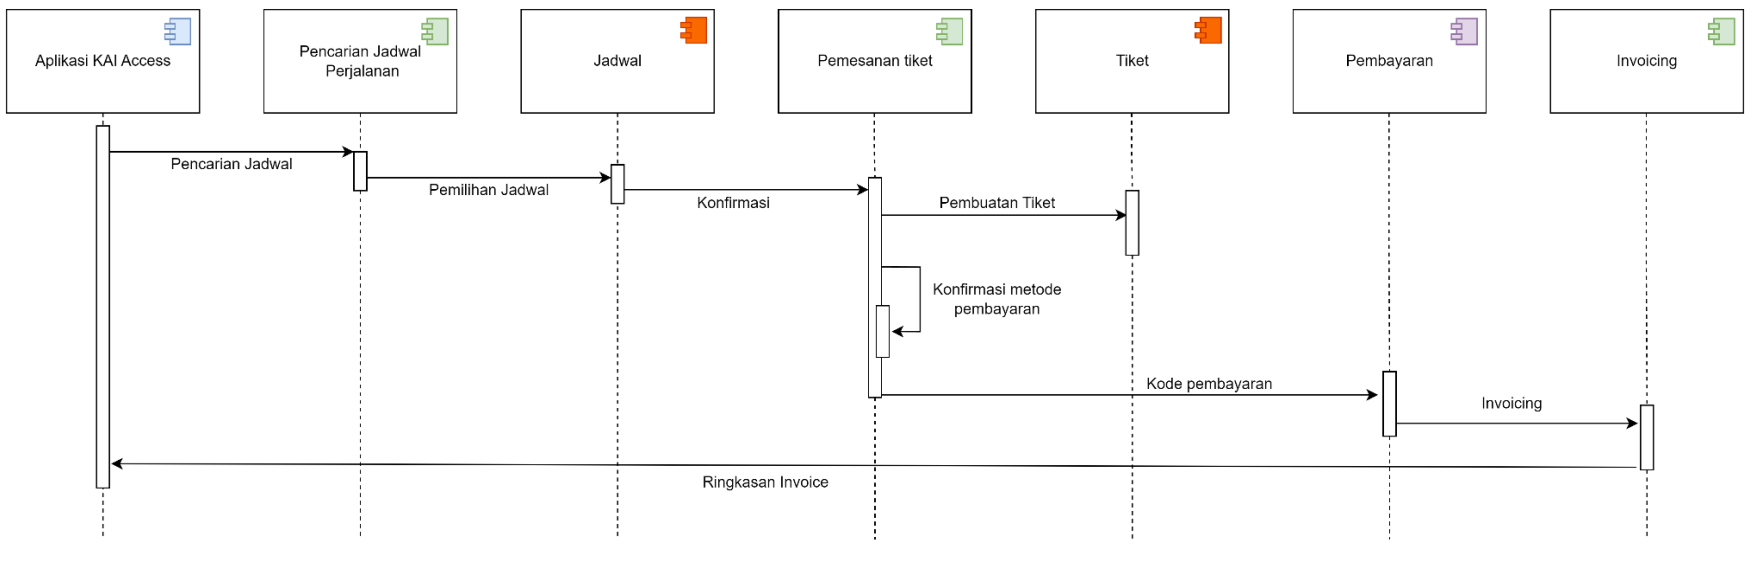 Aplikasi KAI Access
Pencarian Jadwal
Perjalanan
Jadwal
Pemesanan tiket
Tiket
Pembayaran
Invoicing
Pencarian Jadwal
Pemilihan Jadwal
Konfirmasi
Pembuatan Tiket
Konfirmasi metode
pembayaran
Kode pembayaran
Invoicing
Ringkasan Invoice